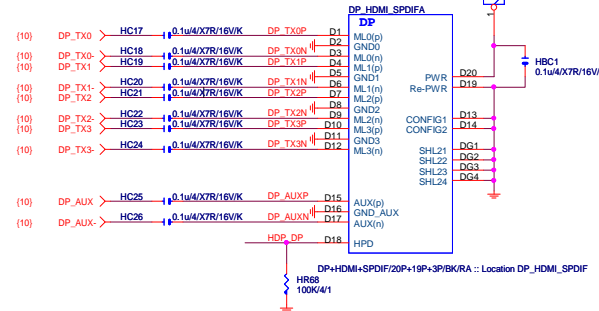 DP_HDMI_SPDIFA
DP
1
{10} DP_TX0 HC17 0.1u/4/X7R/16V/K DP_TX0P D1 ML0(p)
D2 GND0
{10} DP_TX0- HC18 0.1u/4/X7R/16V/K DP_TX0N D3 ML0(n)
{10} DP_TX1 HC19 0.1u/4/X7R/16V/K DP_TX1P D4 ML1(p)
D5 GND1
{10} DP_TX1- HC20 0.1u/4/X7R/16V/K DP_TX1N D6 ML1(n)
{10} DP_TX2 HC21 0.1u/4/X7R/16V/K DP_TX2P D7 ML2(p)
D8 GND2
{10} DP_TX2- HC22 0.1u/4/X7R/16V/K DP_TX2N D9 ML2(n)
{10} DP_TX3 HC23 0.1u/4/X7R/16V/K DP_TX3P D10 ML3(p)
D11 GND3
{10} DP_TX3- HC24 0.1u/4/X7R/16V/K DP_TX3N D12 ML3(n)
{10} DP_AUX HC25 0.1u/4/X7R/16V/K DP_AUXP D15 AUX(p)
D16 GND_AUX
{10} DP_AUX- HC26 0.1u/4/X7R/16V/K DP_AUXN D17 AUX(n)
HDP_DP D18 HPD
PWR D20
Re-PWR D19
CONFIG1 D13
CONFIG2 D14
SHL21 DG1
SHL22 DG2
SHL23 DG3
SHL24 DG4
HBC1
0.1u/4/X7R/16V/
HR68
100K/4/1
DP+HDMI+SPDIF/20P+19P+3P/BK/RA :: Location DP_HDMI_SPDIF